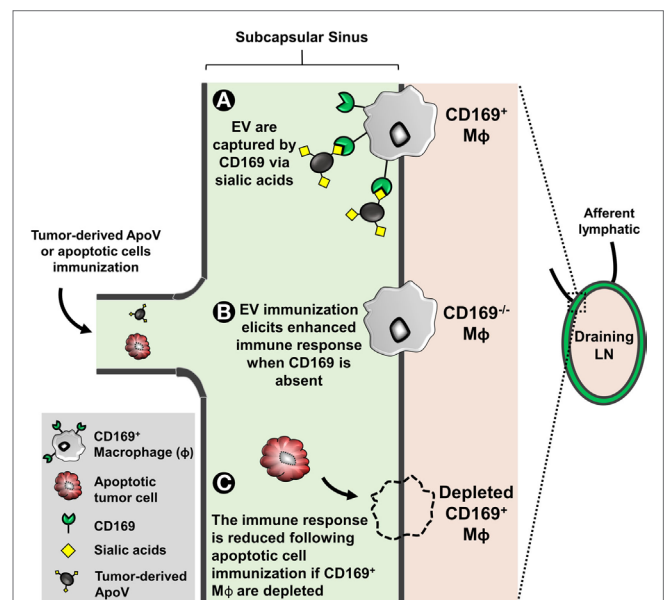 Subcapsular Sinus
A
EV are
captured by
CD169 via
sialic acids
CD169⁺
Mϕ
Afferent
lymphatic
Tumor-derived ApoV
or apoptotic cells
immunization
B
EV immunization
elicits enhanced
immune response
when CD169 is
absent
CD169⁻/⁻
Mϕ
Draining
LN
CD169⁺
Macrophage (ϕ)
Apoptotic
tumor cell
CD169
Sialic acids
Tumor-derived
ApoV
C
The immune response
is reduced following
apoptotic cell
immunization if CD169⁺
Mϕ are depleted
Depleted
CD169⁺
Mϕ